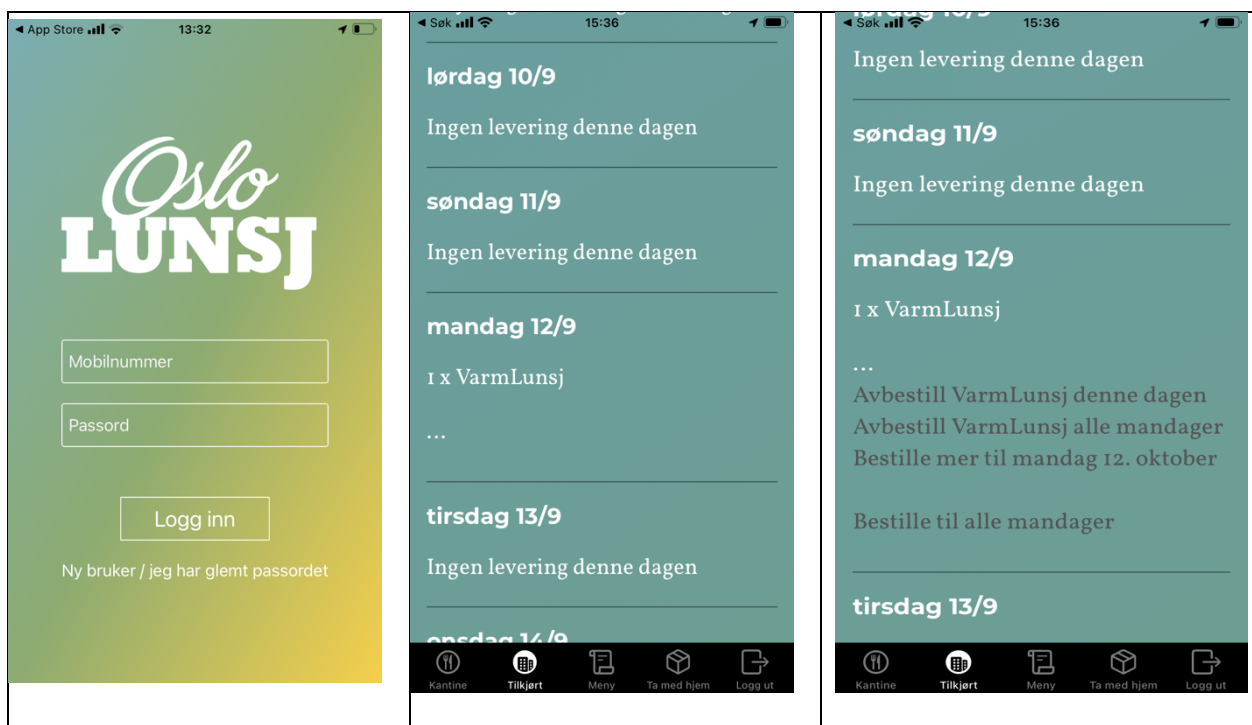 App Store
13:32
Oslo
LUNSJ
Mobilnummer
Passord
Logg inn
Ny bruker / jeg har glemt passordet
Søk
15:36
lørdag 10/9
Ingen levering denne dagen
søndag 11/9
Ingen levering denne dagen
mandag 12/9
1 x VarmLunsj
...
tirsdag 13/9
Ingen levering denne dagen
onsdag 14/9
Kantine
Tilkjørt
Meny
Ta med hjem
Logg ut
Søk
15:36
lørdag 10/9
Ingen levering denne dagen
søndag 11/9
Ingen levering denne dagen
mandag 12/9
1 x VarmLunsj
...
Avbestill VarmLunsj denne dagen
Avbestill VarmLunsj alle mandager
Bestille mer til mandag 12. oktober
Bestille til alle mandager
tirsdag 13/9
Kantine
Tilkjørt
Meny
Ta med hjem
Logg ut